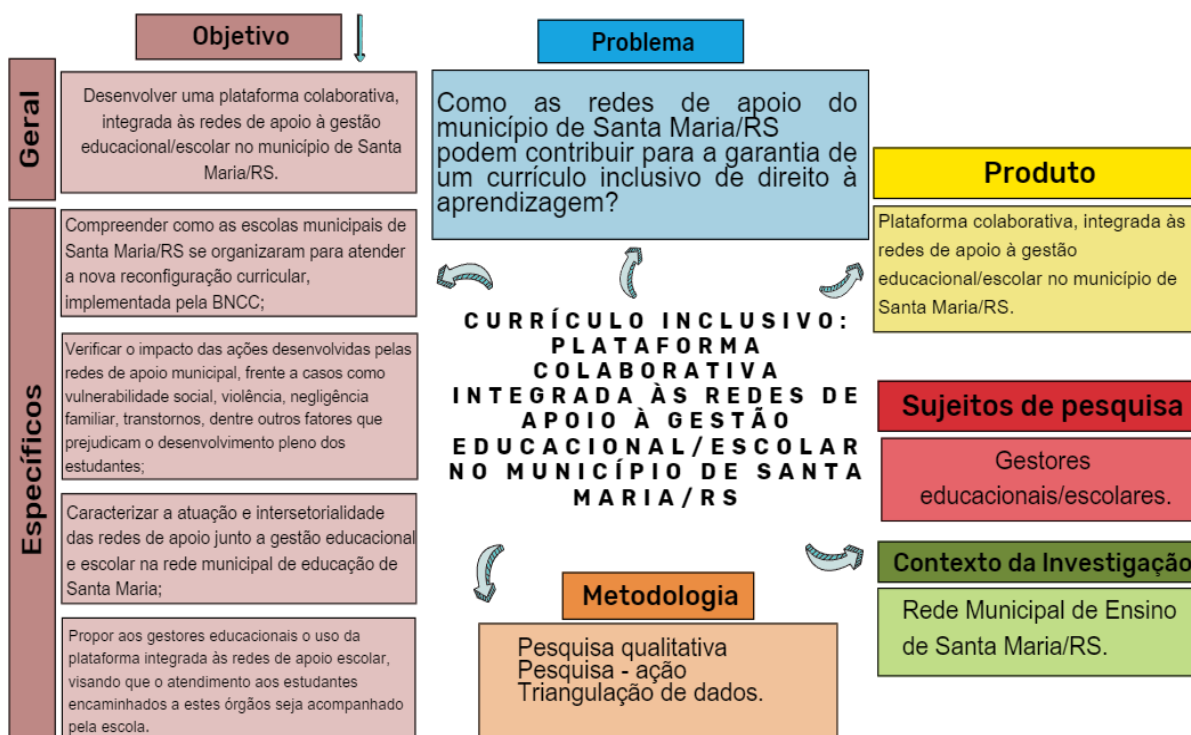 Objetivo
Geral
Desenvolver uma plataforma colaborativa,
integrada às redes de apoio à gestão
educacional/escolar no município de Santa
Maria/RS.
Específicos
Compreender como as escolas municipais de
Santa Maria/RS se organizaram para atender
a nova reconfiguração curricular,
implementada pela BNCC;
Verificar o impacto das ações desenvolvidas pelas
redes de apoio municipal, frente a casos como
vulnerabilidade social, violência, negligência
familiar, transtornos, dentre outros fatores que
prejudicam o desenvolvimento pleno dos
estudantes;
Caracterizar a atuação e intersetorialidade
das redes de apoio junto a gestão educacional
e escolar na rede municipal de educação de
Santa Maria;
Propor aos gestores educacionais o uso da
plataforma integrada às redes de apoio escolar,
visando que o atendimento aos estudantes
encaminhados a estes órgãos seja acompanhado
pela escola.
Problema
Como as redes de apoio do
município de Santa Maria/RS
podem contribuir para a garantia de
um currículo inclusivo de direito à
aprendizagem?
CURRÍCULO INCLUSIVO:
PLATAFORMA
COLABORATIVA
INTEGRADA ÀS REDES DE
APOIO À GESTÃO
EDUCACIONAL/ESCOLAR
NO MUNICÍPIO DE SANTA
MARIA/RS
Metodologia
Pesquisa qualitativa
Pesquisa - ação
Triangulação de dados.
Produto
Plataforma colaborativa, integrada às
redes de apoio à gestão
educacional/escolar no município de
Santa Maria/RS.
Sujeitos de pesquisa
Gestores
educacionais/escolares.
Contexto da Investigação
Rede Municipal de Ensino
de Santa Maria/RS.